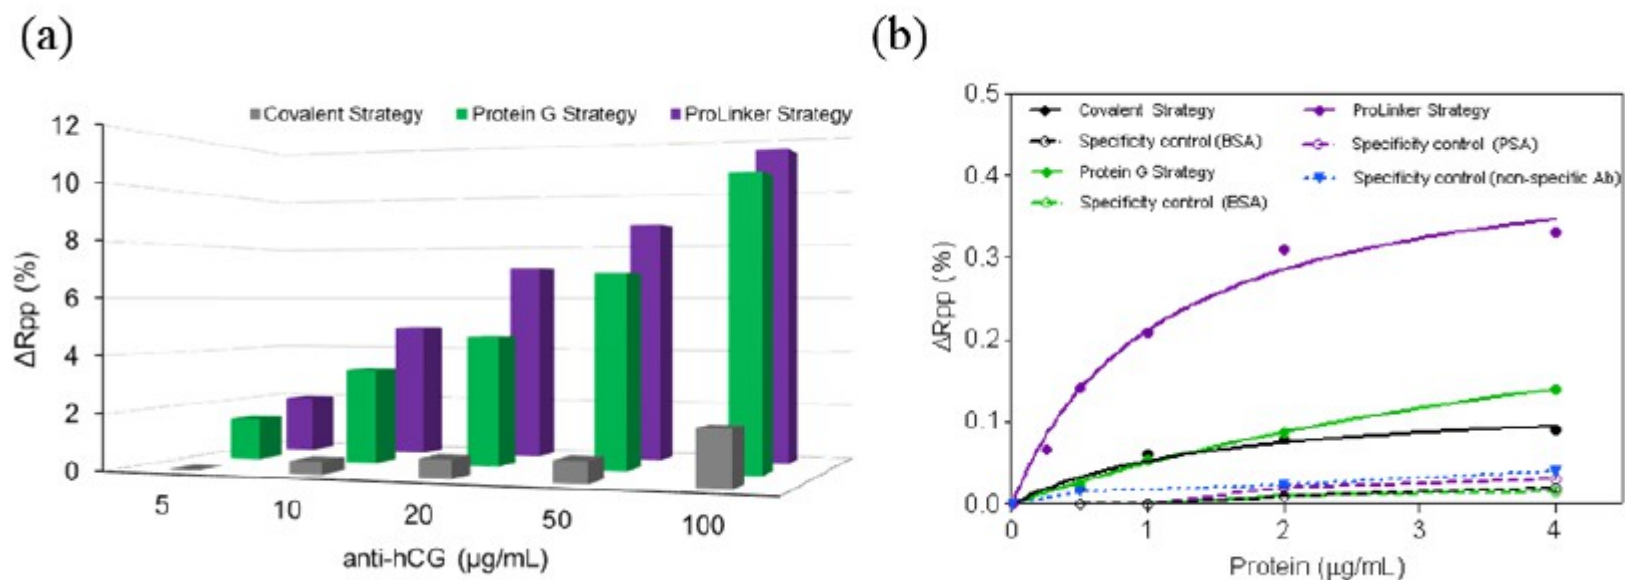 (a)
Covalent Strategy Protein G Strategy ProLinker Strategy
12
10
8
6
4
2
0
ΔRpp (%)
5 10 20 50 100
anti-hCG (μg/mL)
(b)
0.5
0.4
0.3
0.2
0.1
0.0
ΔRpp (%)
Covalent Strategy
Specificity control (BSA)
Protein G Strategy
Specificity control (BSA)
ProLinker Strategy
Specificity control (PSA)
Specificity control (non-specific Ab)
0 1 2 3 4
Protein (μg/mL)